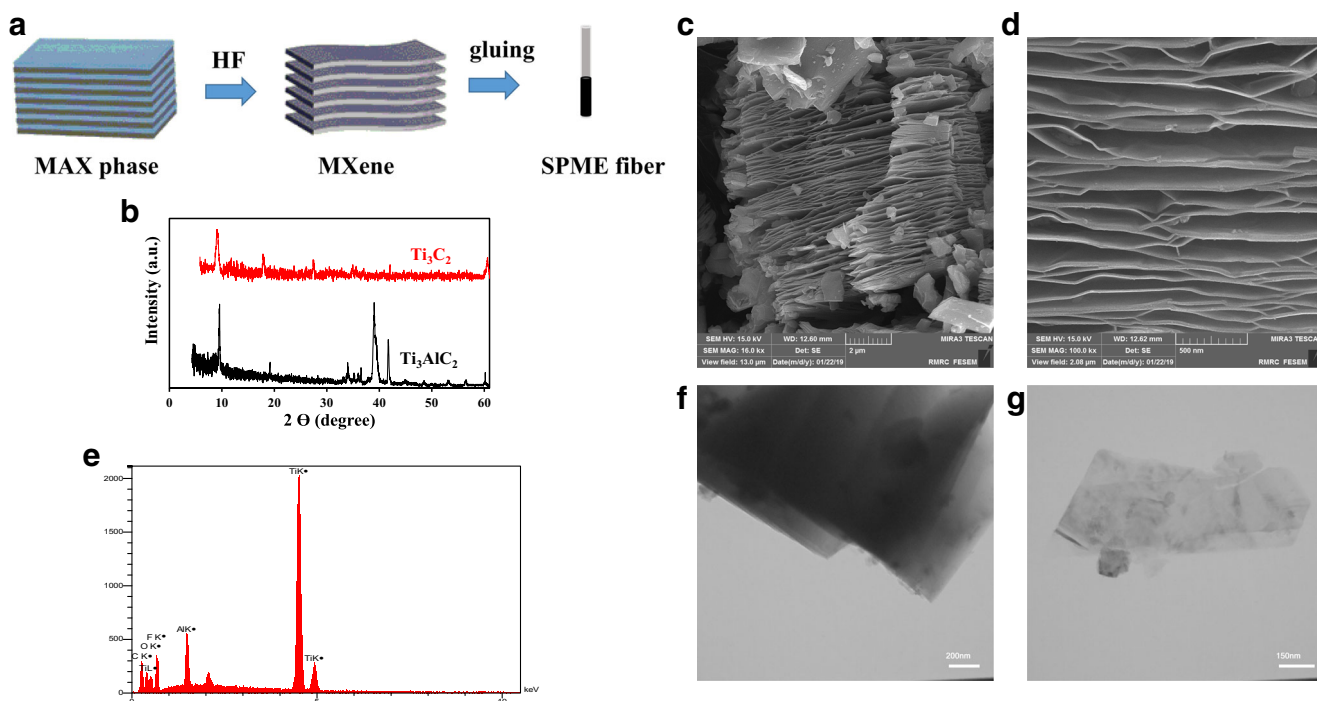 a
HF
gluing
MAX phase
MXene
SPME fiber
b
Intensity (a.u.)
Ti₃C₂
Ti₃AlC₂
0 10 20 30 40 50 60
2 Θ (degree)
c
SEM HV: 15.0 kV WD: 12.60 mm MIRA3 TESCAN
SEM MAG: 16.0 kx Det: SE 2 µm
View field: 13.0 µm Date(m/d/y): 01/22/19 RMRC FESEM
d
SEM HV: 15.0 kV WD: 12.62 mm MIRA3 TESCAN
SEM MAG: 100.0 kx Det: SE 500 nm
View field: 2.08 µm Date(m/d/y): 01/22/19 RMRC FESEM
e
2000
1500
1000
500
0
TiK
AlK
F K
O K
C K
TiL
TiK
0 5 10
keV
f
200nm
g
150nm